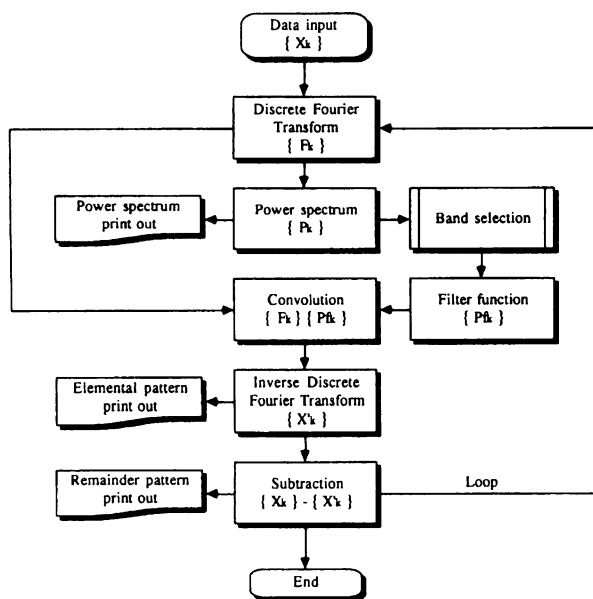 Data input
{ Xk }
Discrete Fourier
Transform
{ Fk }
Power spectrum
print out
Power spectrum
{ Pk }
Band selection
Convolution
{ Fk } { Pfk }
Filter function
{ Pfk }
Elemental pattern
print out
Inverse Discrete
Fourier Transform
{ X'k }
Remainder pattern
print out
Subtraction
{ Xk } - { X'k }
Loop
End